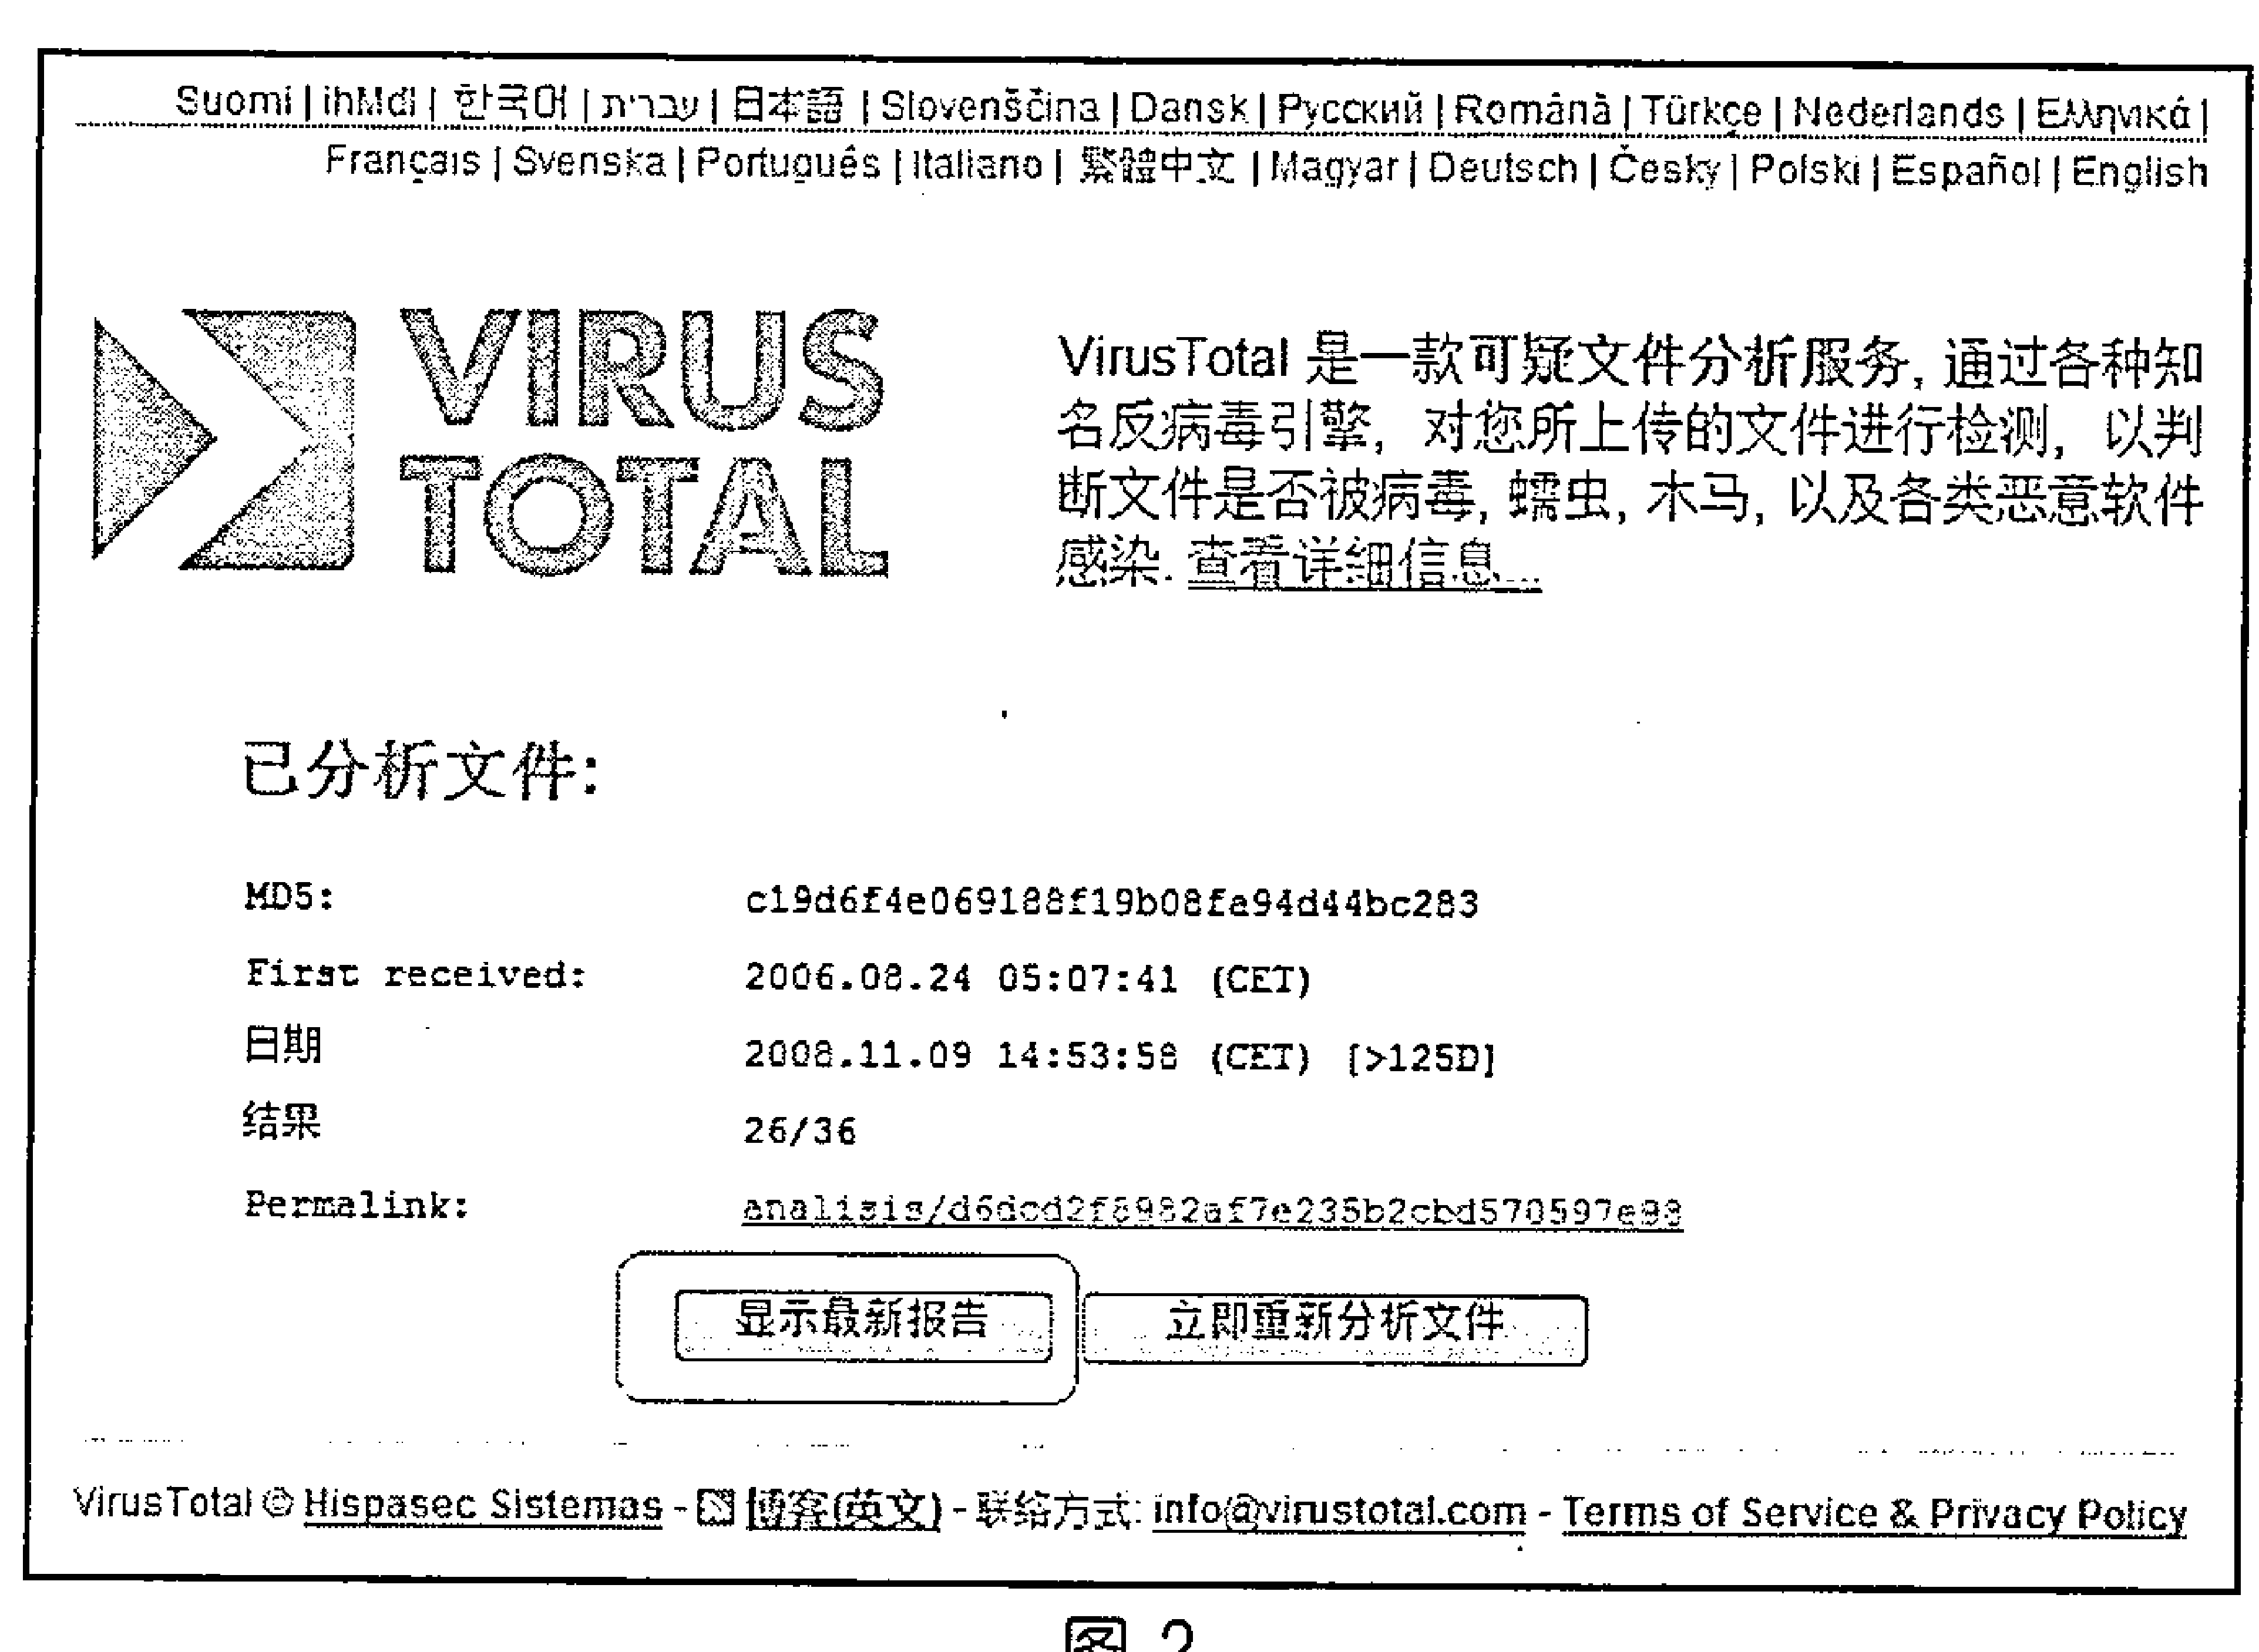 Suomi | ihMdl | 한국어 | עברית | 日本語 | Slovenščina | Dansk | Русский | Română | Türkçe | Nederlands | Ελληνικά |
Français | Svenska | Português | Italiano | 繁體中文 | Magyar | Deutsch | Česky | Polski | Español | English
VIRUS
TOTAL
VirusTotal 是一款可疑文件分析服务, 通过各种知
名反病毒引擎, 对您所上传的文件进行检测, 以判
断文件是否被病毒, 蠕虫, 木马, 以及各类恶意软件
感染. 查看详细信息...
已分析文件:
MD5: c19d6f4e069188f19b08fa94d44bc283
First received: 2006.08.24 05:07:41 (CET)
日期 2008.11.09 14:53:58 (CET) [>125D]
结果 26/36
Permalink: analisis/d6dcd2f8982af7e235b2cbd570597e98
显示最新报告 立即重新分析文件
VirusTotal © Hispasec Sistemas - 博客(英文) - 联络方式: info@virustotal.com - Terms of Service & Privacy Policy
图 2